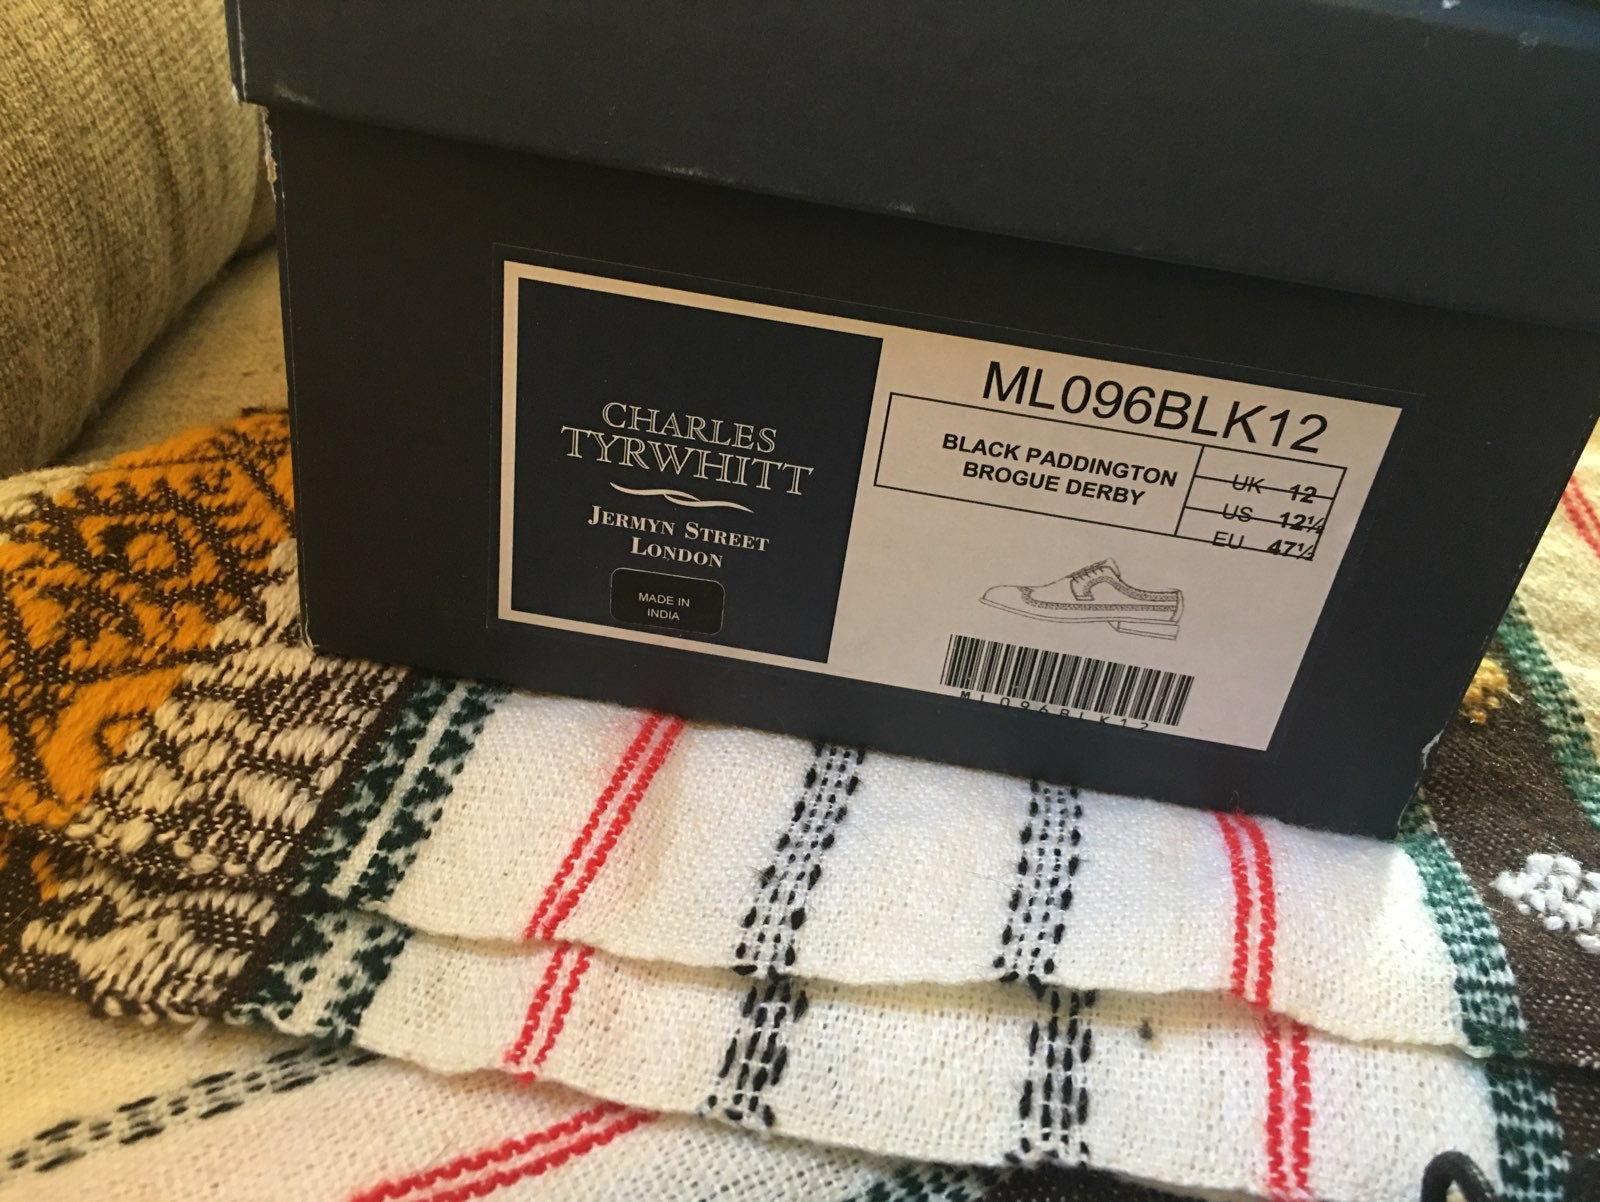 CHARLES
TYRWHITT
JERMYN STREET
LONDON
MADE IN
INDIA
ML096BLK12
BLACK PADDINGTON
BROGUE DERBY
UK 12
US 12½
EU 47½
ML096BLK12